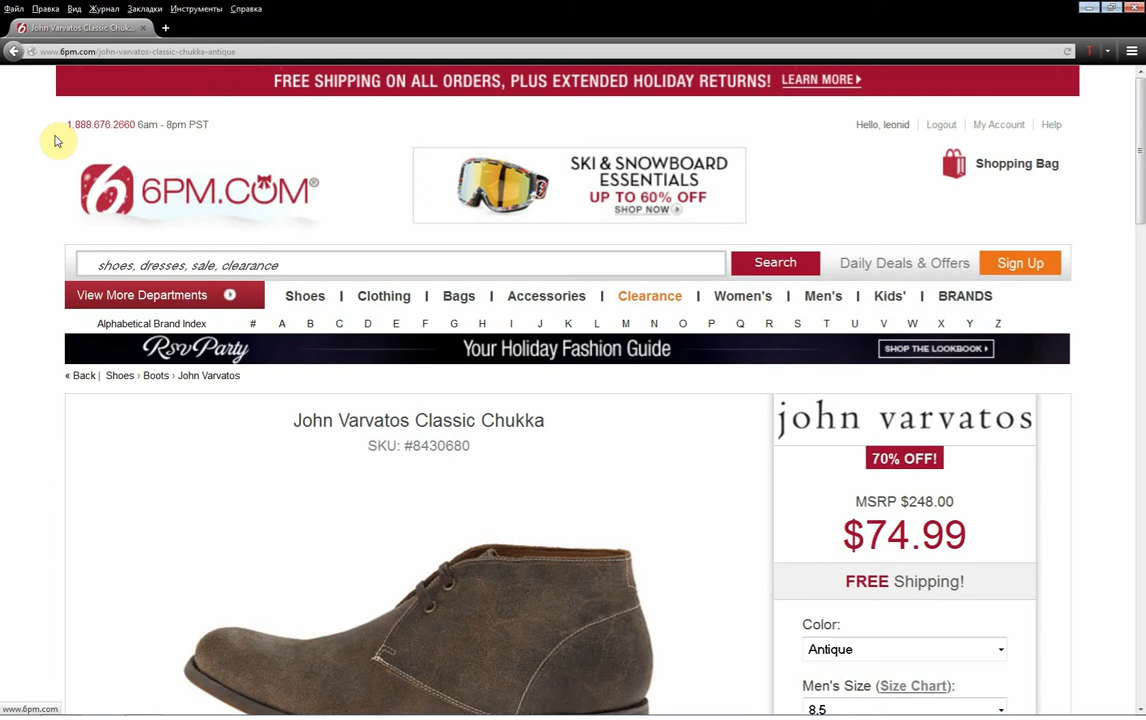 Файл Правка Вид Журнал Закладки Инструменты Справка
John Varvatos Classic Chuk...
www.6pm.com/john-varvatos-classic-chukka-antique
FREE SHIPPING ON ALL ORDERS, PLUS EXTENDED HOLIDAY RETURNS! LEARN MORE
1.888.676.2660 6am - 8pm PST
Hello, leonid | Logout | My Account | Help
6PM.COM®
SKI & SNOWBOARD
ESSENTIALS
UP TO 60% OFF
SHOP NOW
Shopping Bag
shoes, dresses, sale, clearance
Search
Daily Deals & Offers
Sign Up
View More Departments
Shoes | Clothing | Bags | Accessories | Clearance | Women's | Men's | Kids' | BRANDS
Alphabetical Brand Index # A B C D E F G H I J K L M N O P Q R S T U V W X Y Z
RSVParty Your Holiday Fashion Guide SHOP THE LOOKBOOK
« Back | Shoes › Boots › John Varvatos
John Varvatos Classic Chukka
SKU: #8430680
john varvatos
70% OFF!
MSRP $248.00
$74.99
FREE Shipping!
Color:
Antique
Men's Size (Size Chart):
8.5
www.6pm.com